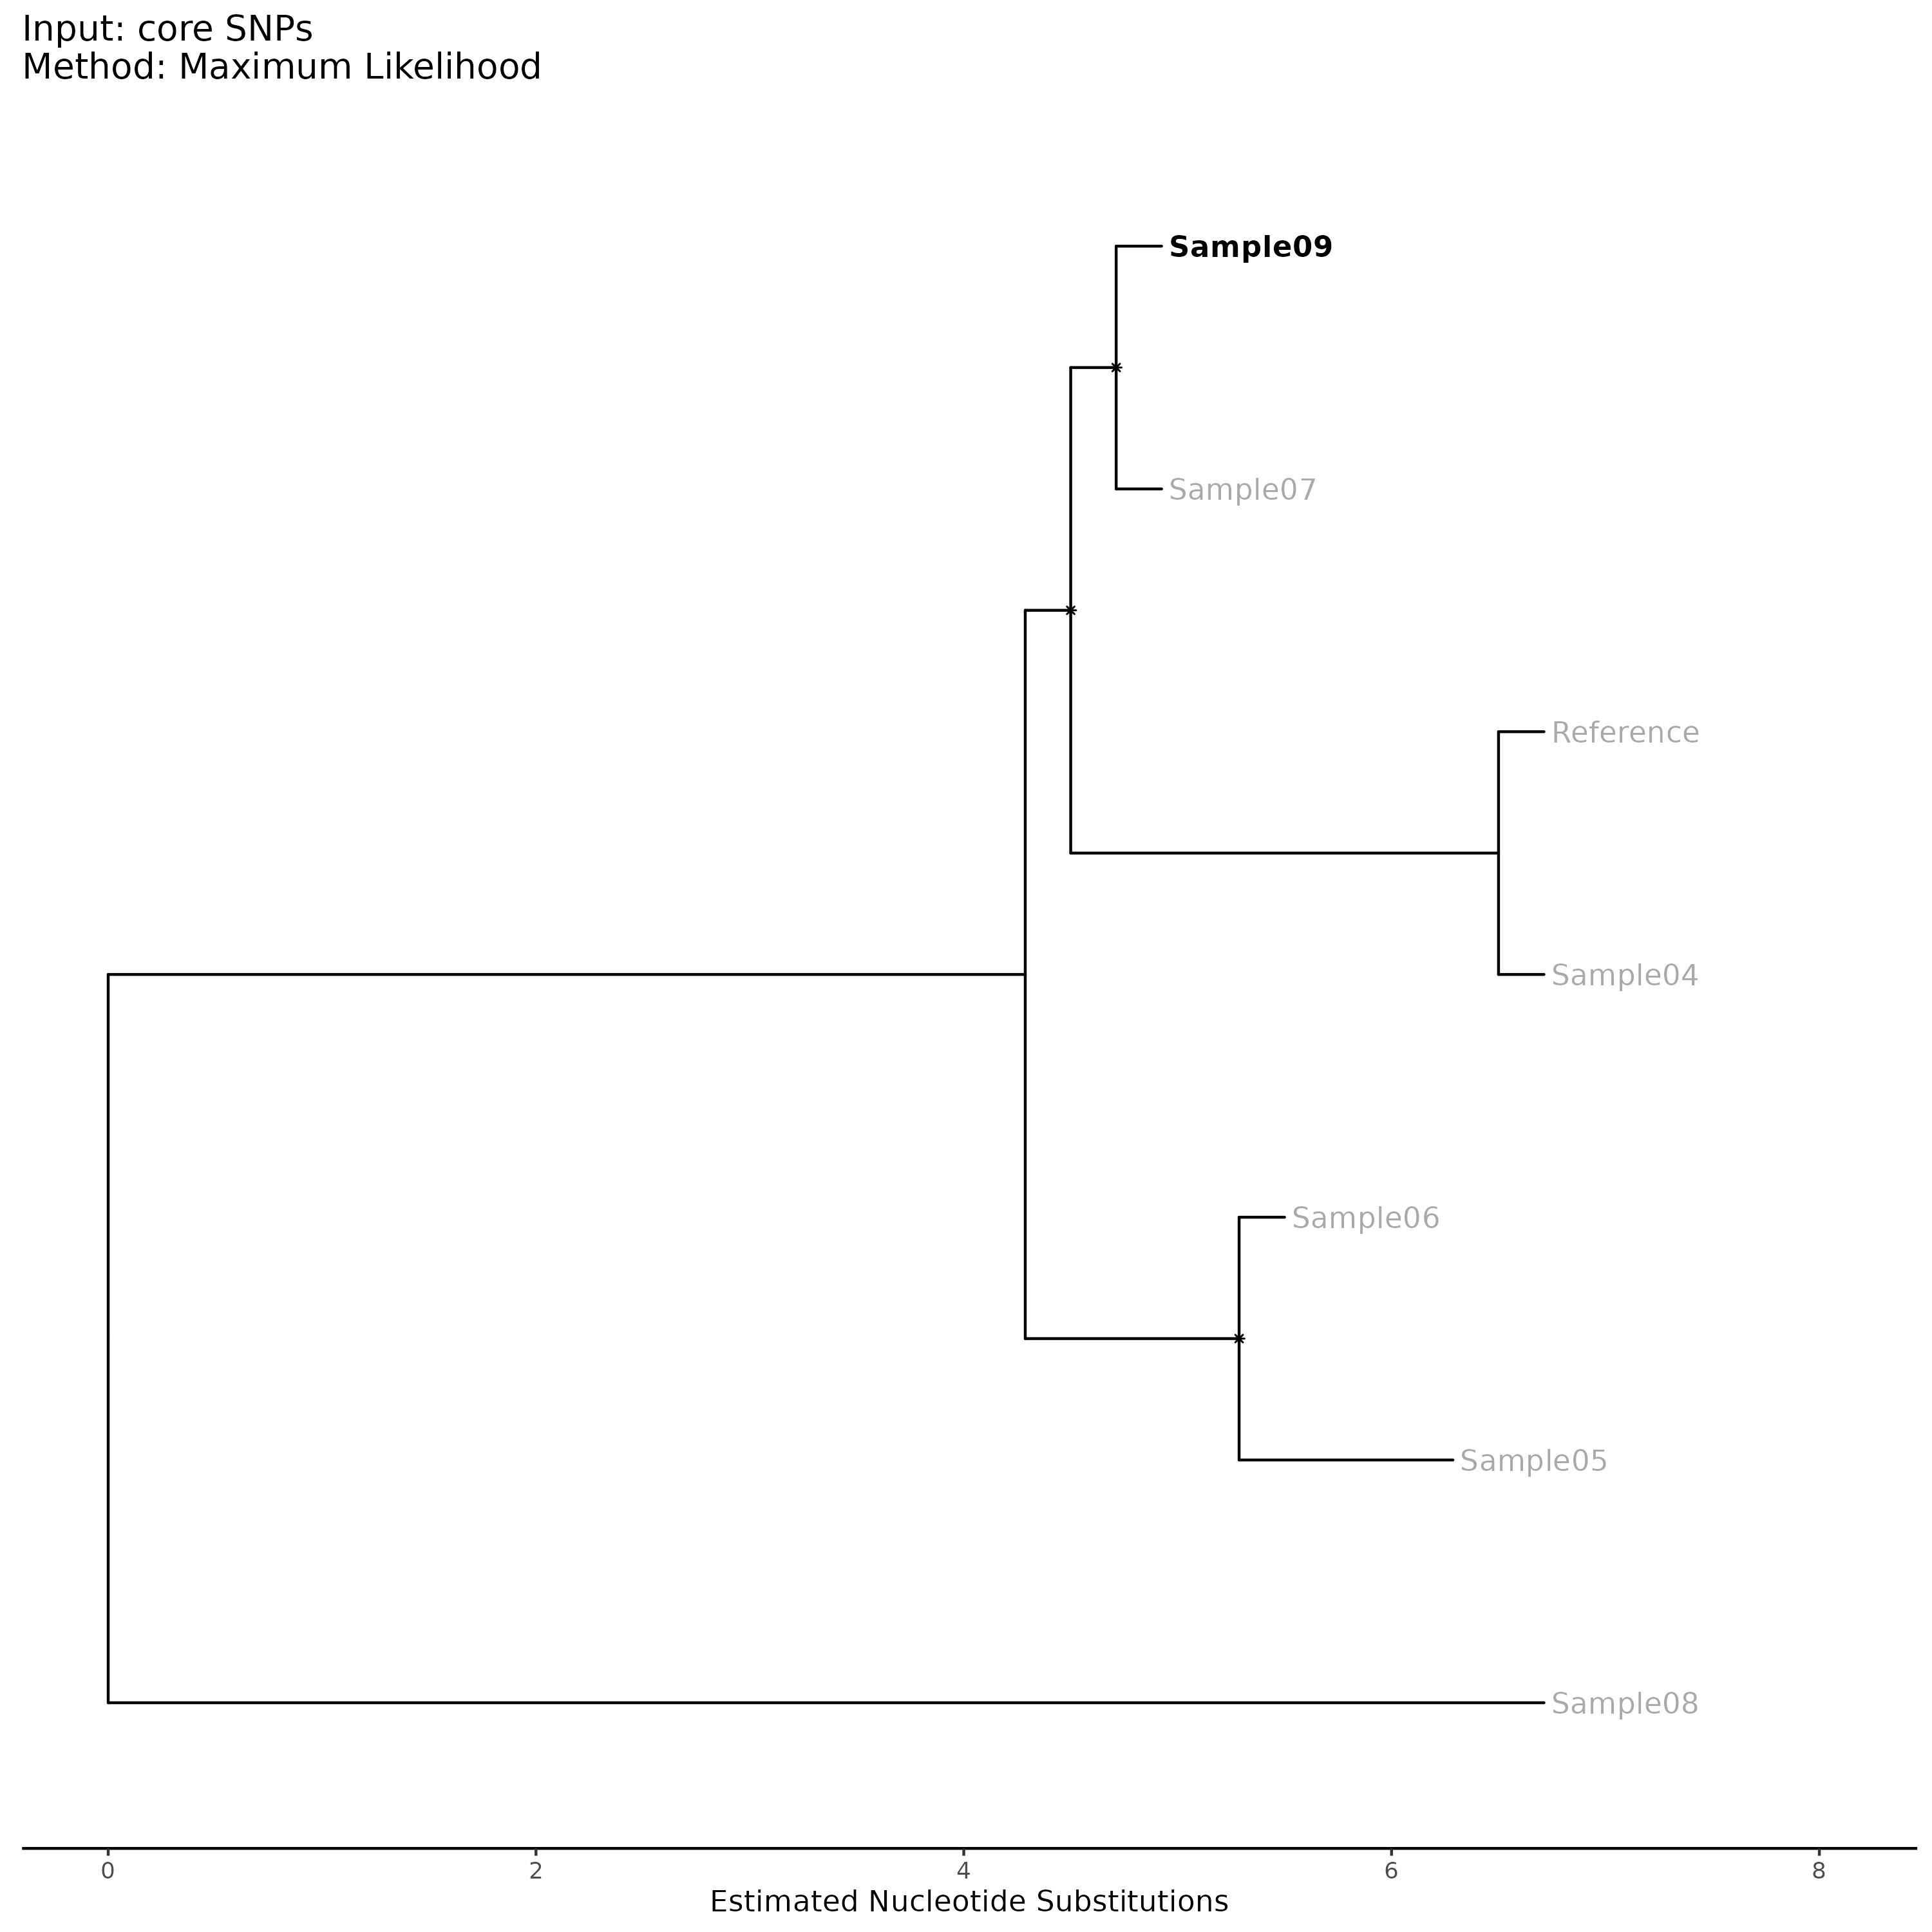 Input: core SNPs
Method: Maximum Likelihood
Sample09
Sample07
Reference
Sample04
Sample06
Sample05
Sample08
0 2 4 6 8
Estimated Nucleotide Substitutions